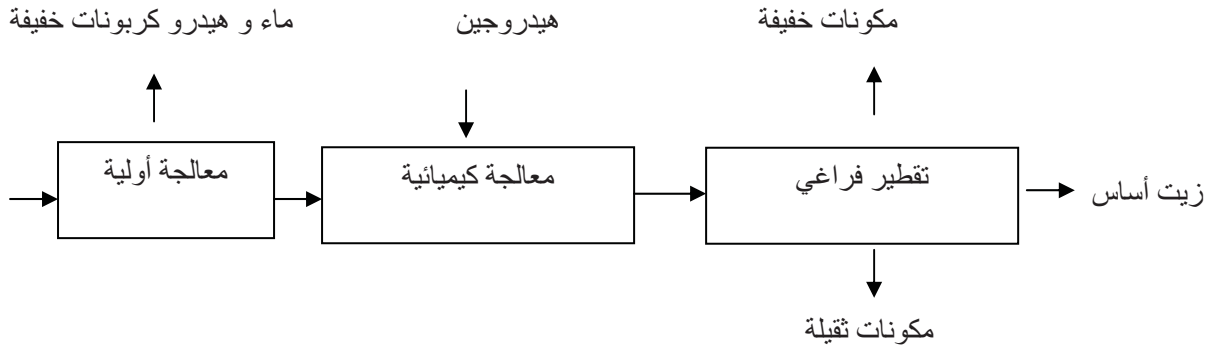 ماء و هيدرو كربونات خفيفة
هيدروجين
مكونات خفيفة
معالجة أولية
معالجة كيميائية
تقطير فراغي
زيت أساس
مكونات ثقيلة